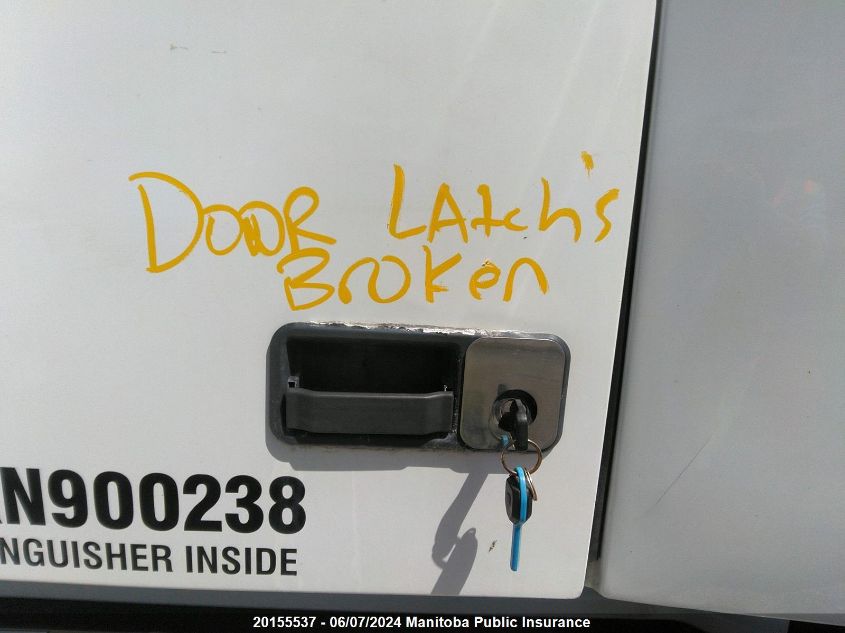 DOOR LAtch's
BroKen
N900238
NGUISHER INSIDE
20155537 - 06/07/2024 Manitoba Public Insurance